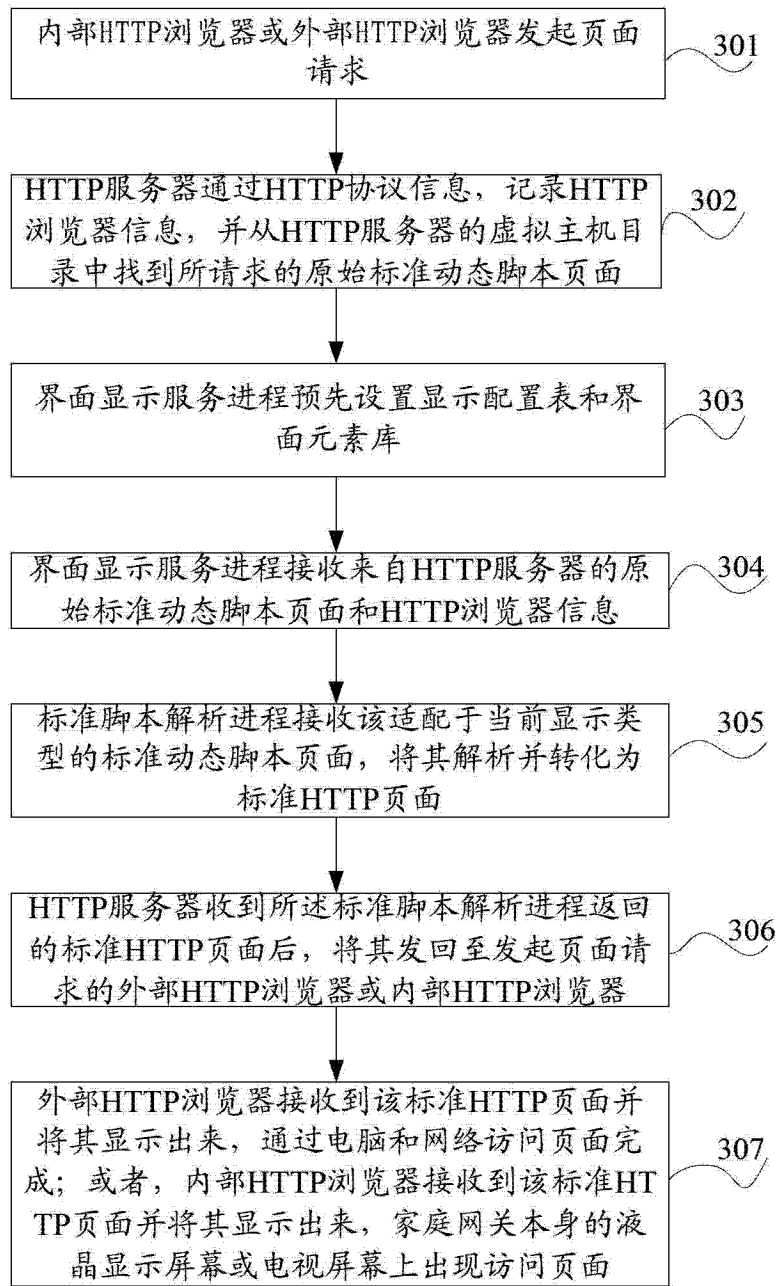 内部HTTP浏览器或外部HTTP浏览器发起页面
请求
301
HTTP服务器通过HTTP协议信息，记录HTTP
浏览器信息，并从HTTP服务器的虚拟主机目
录中找到所请求的原始标准动态脚本页面
302
界面显示服务进程预先设置显示配置表和界
面元素库
303
界面显示服务进程接收来自HTTP服务器的原
始标准动态脚本页面和HTTP浏览器信息
304
标准脚本解析进程接收该适配于当前显示类
型的标准动态脚本页面，将其解析并转化为
标准HTTP页面
305
HTTP服务器收到所述标准脚本解析进程返回
的标准HTTP页面后，将其发回至发起页面请
求的外部HTTP浏览器或内部HTTP浏览器
306
外部HTTP浏览器接收到该标准HTTP页面并
将其显示出来，通过电脑和网络访问页面完
成；或者，内部HTTP浏览器接收到该标准HT
TP页面并将其显示出来，家庭网关本身的液
晶显示屏幕或电视屏幕上出现访问页面
307